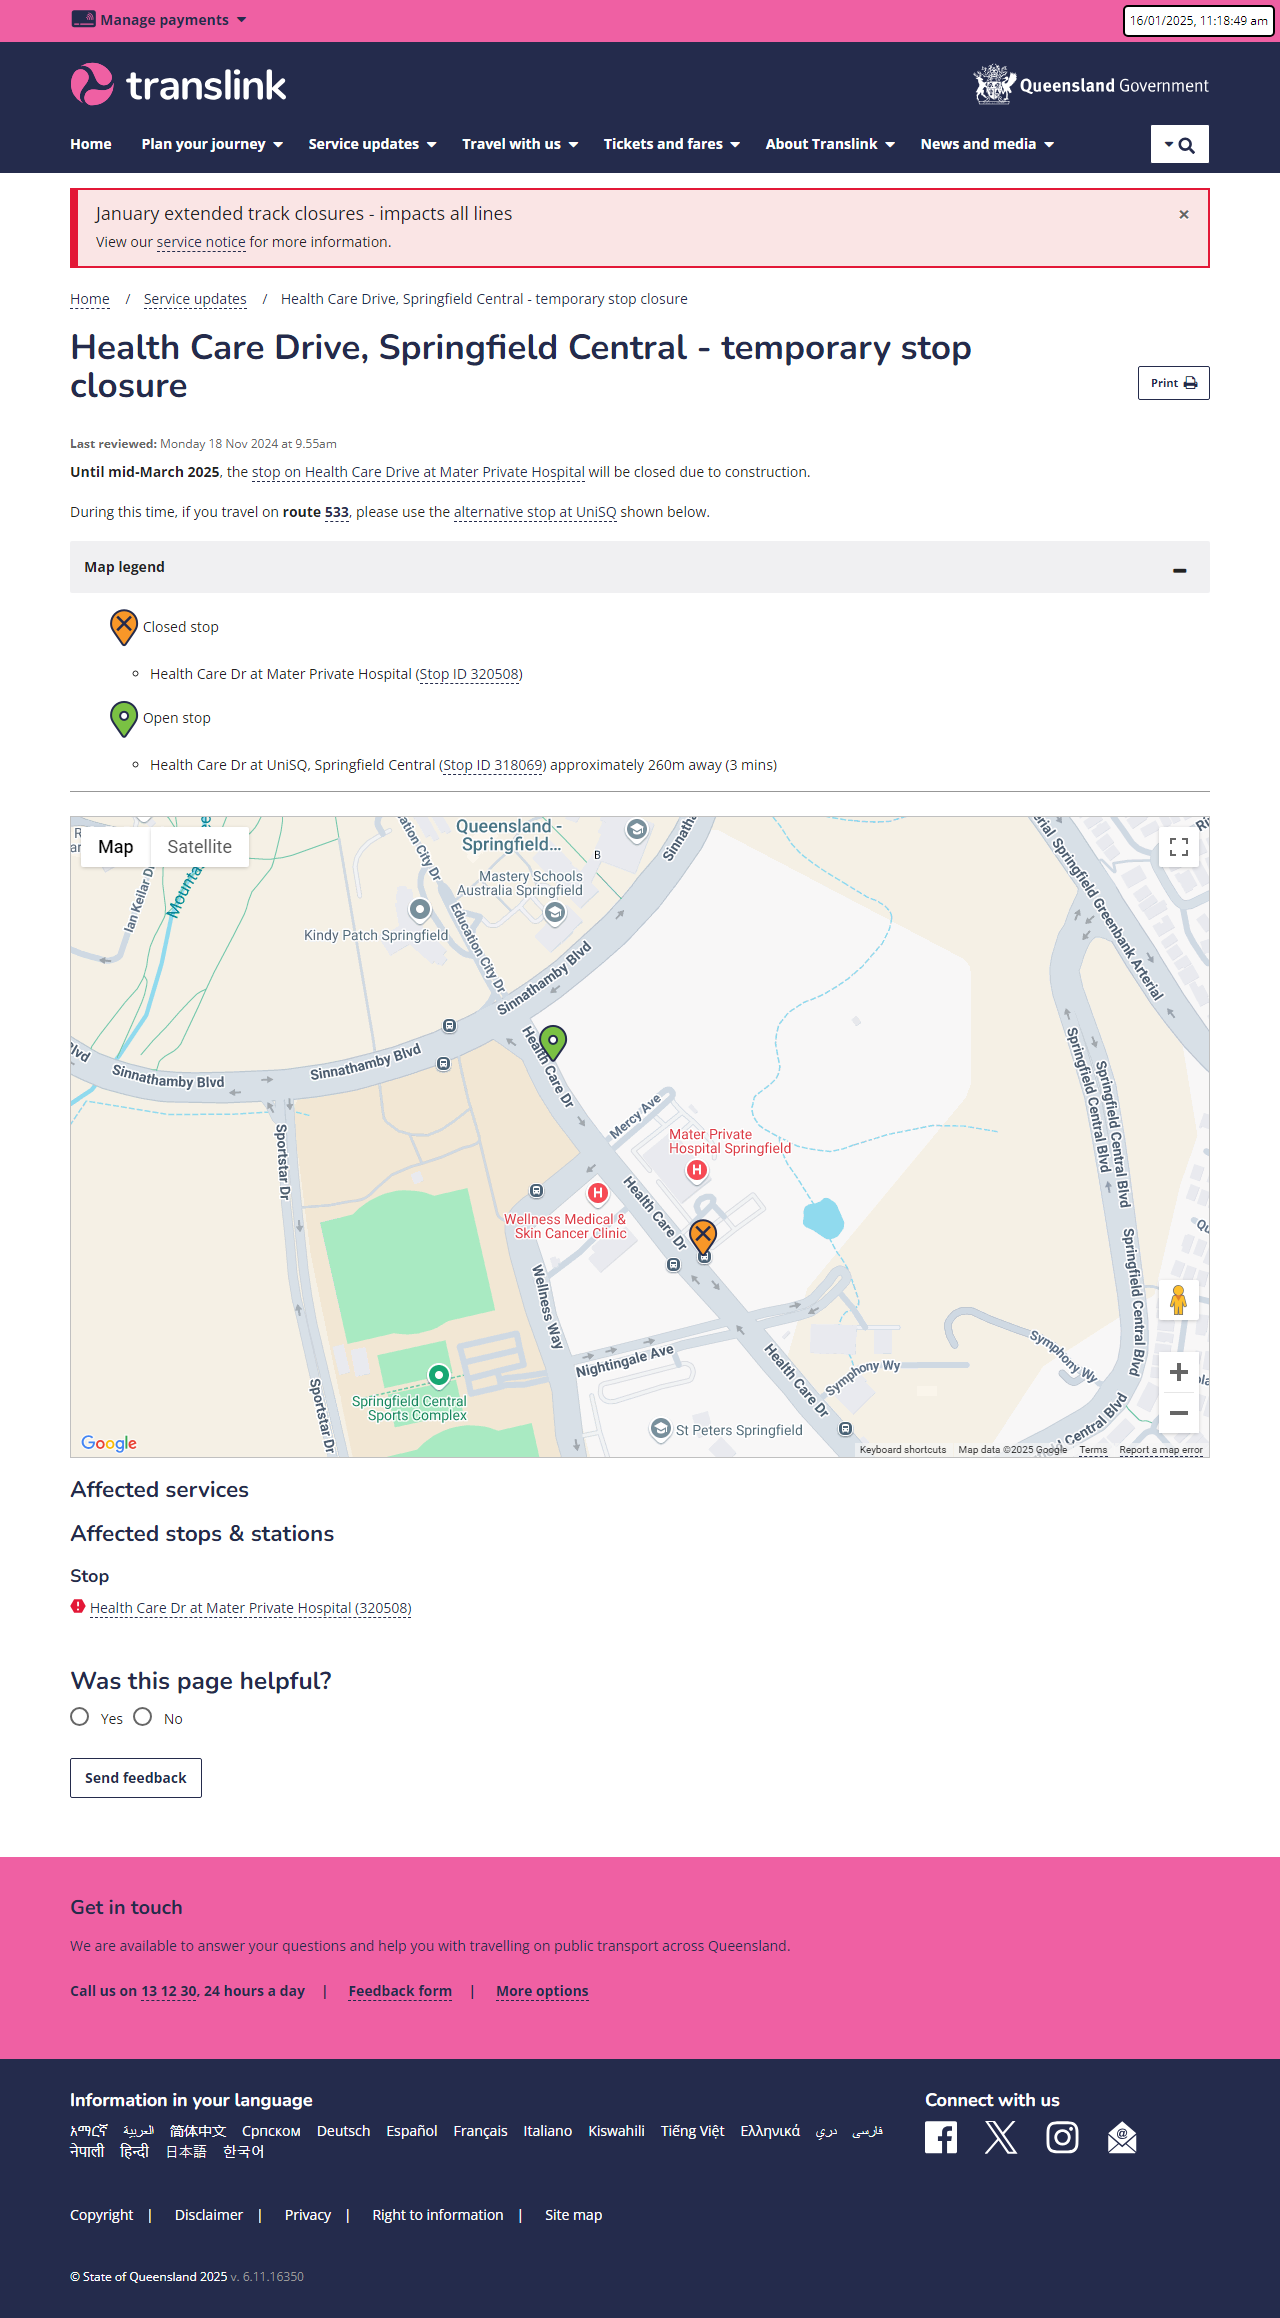 Manage payments
16/01/2025, 11:18:49 am
translink
Queensland Government
Home Plan your journey Service updates Travel with us Tickets and fares About Translink News and media
January extended track closures - impacts all lines
×
View our service notice for more information.
Home / Service updates / Health Care Drive, Springfield Central - temporary stop closure
Health Care Drive, Springfield Central - temporary stop
closure
Print
Last reviewed: Monday 18 Nov 2024 at 9.55am
Until mid-March 2025, the stop on Health Care Drive at Mater Private Hospital will be closed due to construction.
During this time, if you travel on route 533, please use the alternative stop at UniSQ shown below.
Map legend
Closed stop
Health Care Dr at Mater Private Hospital (Stop ID 320508)
Open stop
Health Care Dr at UniSQ, Springfield Central (Stop ID 318069) approximately 260m away (3 mins)
Map Satellite
Queensland -
Springfield...
B
Mastery Schools
Australia Springfield
Kindy Patch Springfield
Ian Keilar Dr
Education City Dr
Sinnathamby Blvd
Springfield Greenbank Arterial
Sinnathamby Blvd
Sinnathamby Blvd
Health Care Dr
Mercy Ave
Mater Private
Hospital Springfield
Wellness Medical &
Skin Cancer Clinic
Health Care Dr
Sportstar Dr
Springfield Central Blvd
Springfield Central Blvd
Springfield Central Blvd
Wellness Way
Nightingale Ave
Symphony Wy
Symphony Wy
Health Care Dr
Sportstar Dr
Springfield Central
Sports Complex
St Peters Springfield
Google
Keyboard shortcuts Map data ©2025 Google Terms Report a map error
Affected services
Affected stops & stations
Stop
Health Care Dr at Mater Private Hospital (320508)
Was this page helpful?
Yes No
Send feedback
Get in touch
We are available to answer your questions and help you with travelling on public transport across Queensland.
Call us on 13 12 30, 24 hours a day | Feedback form | More options
Information in your language
Connect with us
አማርኛ العربية 简体中文 Српском Deutsch Español Français Italiano Kiswahili Tiếng Việt Ελληνικά دری فارسی
नेपाली हिन्दी 日本語 한국어
Copyright | Disclaimer | Privacy | Right to information | Site map
© State of Queensland 2025 v. 6.11.16350